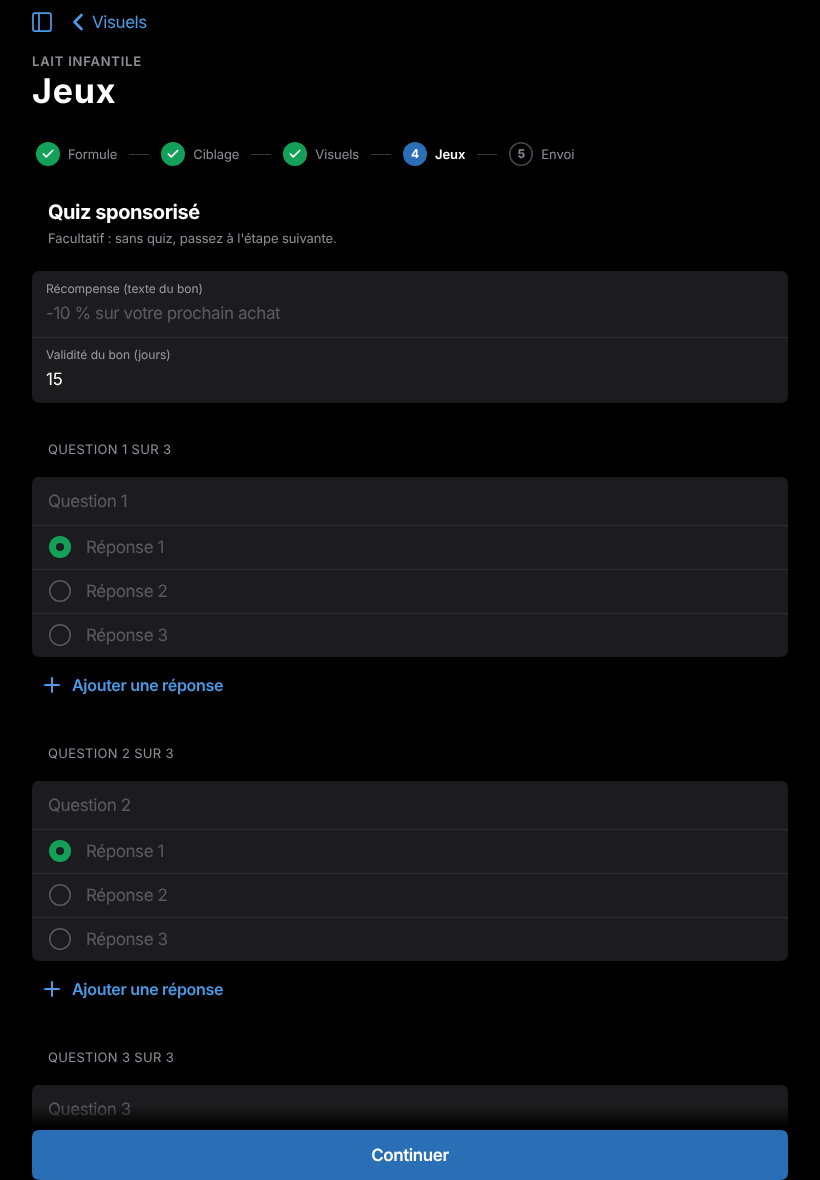 Visuels
LAIT INFANTILE
Jeux
Formule Ciblage Visuels 4 Jeux 5 Envoi
Quiz sponsorisé
Facultatif : sans quiz, passez à l'étape suivante.
Récompense (texte du bon)
-10 % sur votre prochain achat
Validité du bon (jours)
15
QUESTION 1 SUR 3
Question 1
Réponse 1
Réponse 2
Réponse 3
Ajouter une réponse
QUESTION 2 SUR 3
Question 2
Réponse 1
Réponse 2
Réponse 3
Ajouter une réponse
QUESTION 3 SUR 3
Question 3
Continuer